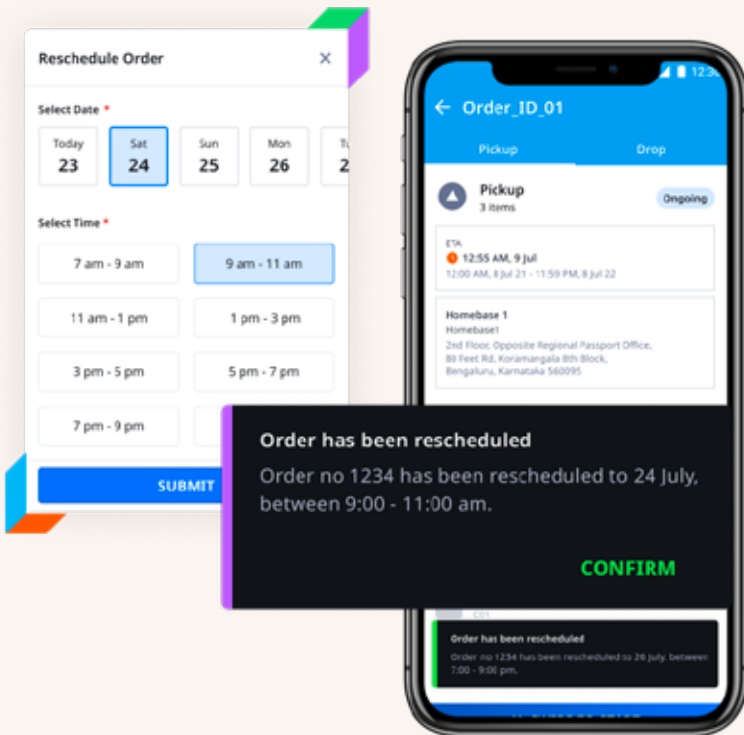 Reschedule Order
Select Date *
Today
23
Sat
24
Sun
25
Mon
26
Select Time *
7 am - 9 am
9 am - 11 am
11 am - 1 pm
1 pm - 3 pm
3 pm - 5 pm
5 pm - 7 pm
7 pm - 9 pm
SUBMIT
12:30
Order_ID_01
Pickup
Drop
Pickup
3 items
Ongoing
ETA
12:55 AM, 9 Jul
12:00 AM, 8 Jul 21 - 11:59 PM, 8 Jul 22
Homebase 1
Homebase1
2nd Floor, Opposite Regional Passport Office,
80 Feet Rd, Koramangala 8th Block,
Bengaluru, Karnataka 560095
Order has been rescheduled
Order no 1234 has been rescheduled to 24 July,
between 9:00 - 11:00 am.
CONFIRM
Order has been rescheduled
Order no 1234 has been rescheduled to 26 July, between
7:00 - 9:00 pm.